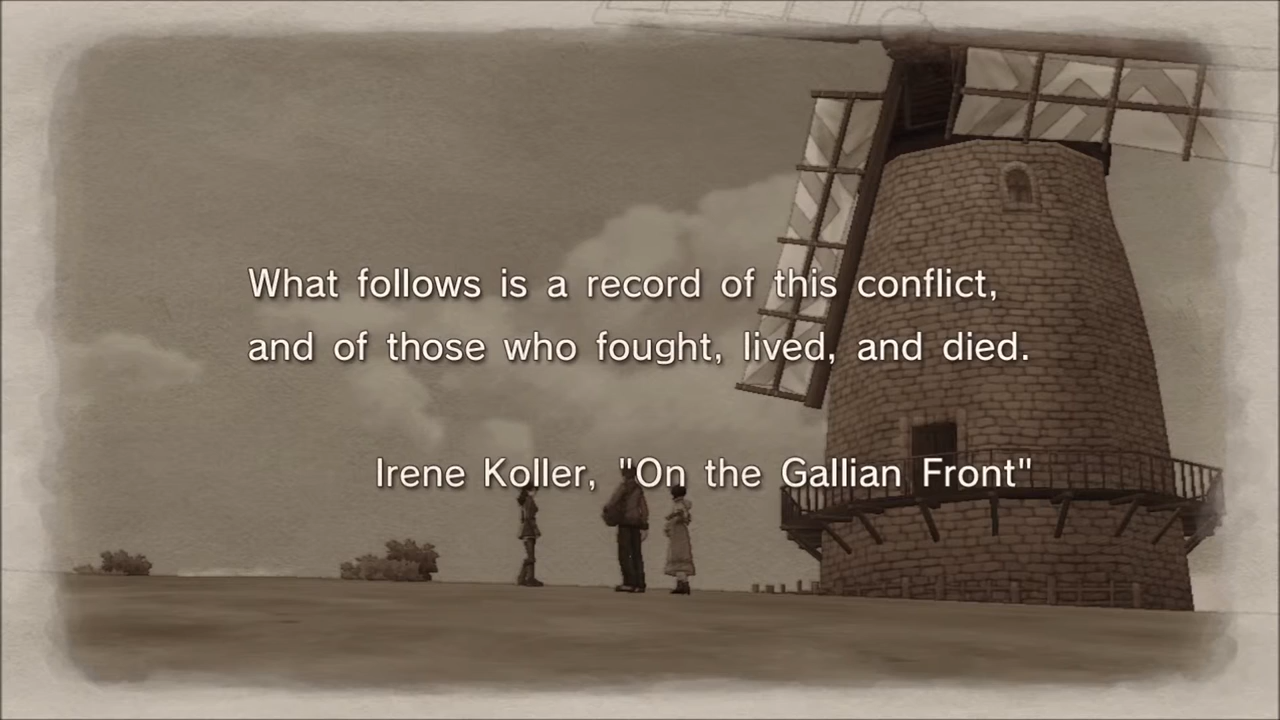 What follows is a record of this conflict,
and of those who fought, lived, and died.
Irene Koller, "On the Gallian Front"